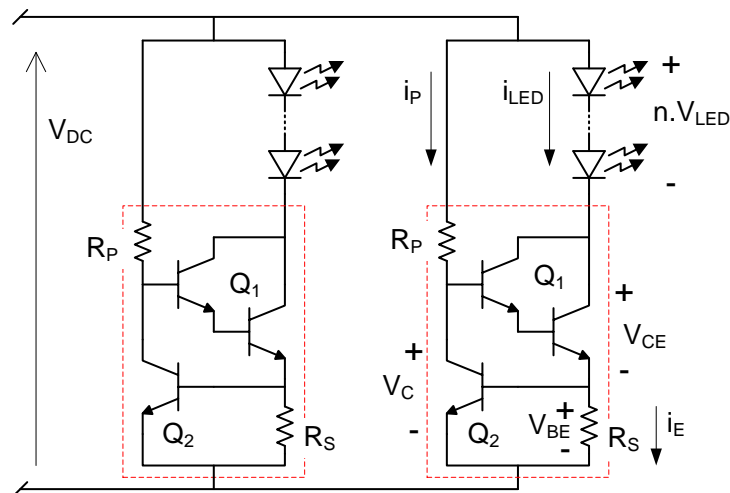 V_DC
R_P
Q_1
Q_2
R_S
i_P
i_LED
+
n.V_LED
-
R_P
Q_1
+
V_CE
-
+
V_C
-
Q_2
+
V_BE
-
R_S
i_E